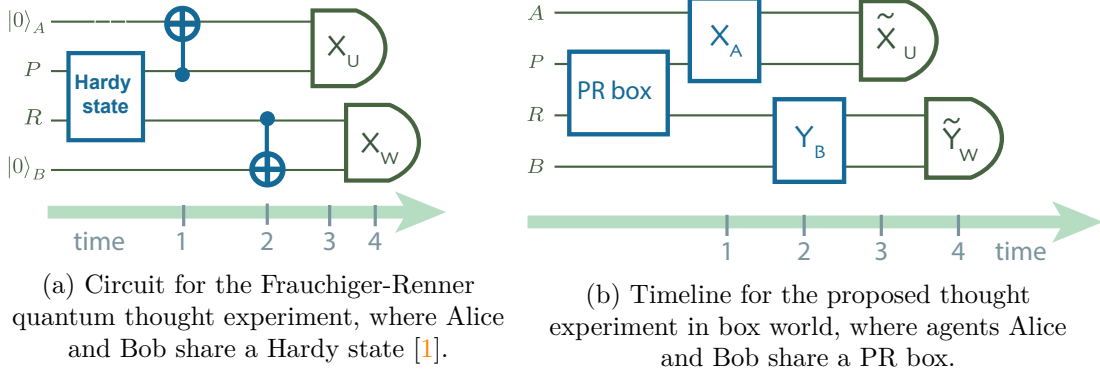 |0⟩_A
P
R
|0⟩_B
Hardy
state
X_U
X_W
time
1
2
3
4
(a) Circuit for the Frauchiger-Renner
quantum thought experiment, where Alice
and Bob share a Hardy state [1].
A
P
R
B
PR box
X_A
Y_B
X̃_U
Ỹ_W
1
2
3
4
time
(b) Timeline for the proposed thought
experiment in box world, where agents Alice
and Bob share a PR box.